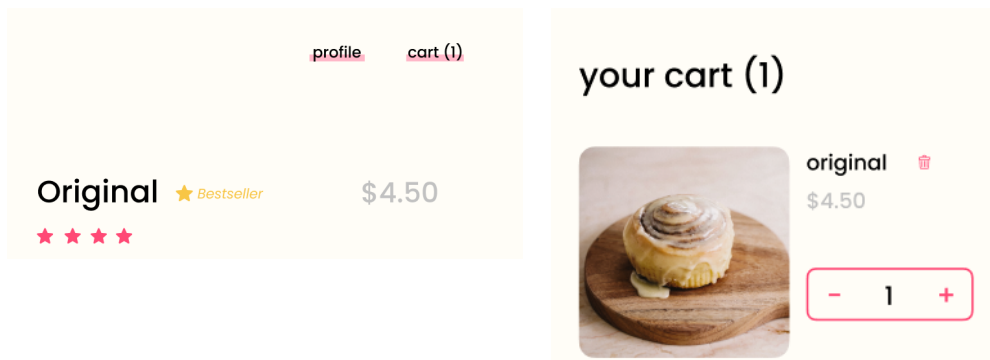 profile cart (1)
Original Bestseller $4.50
your cart (1)
original
$4.50
- 1 +